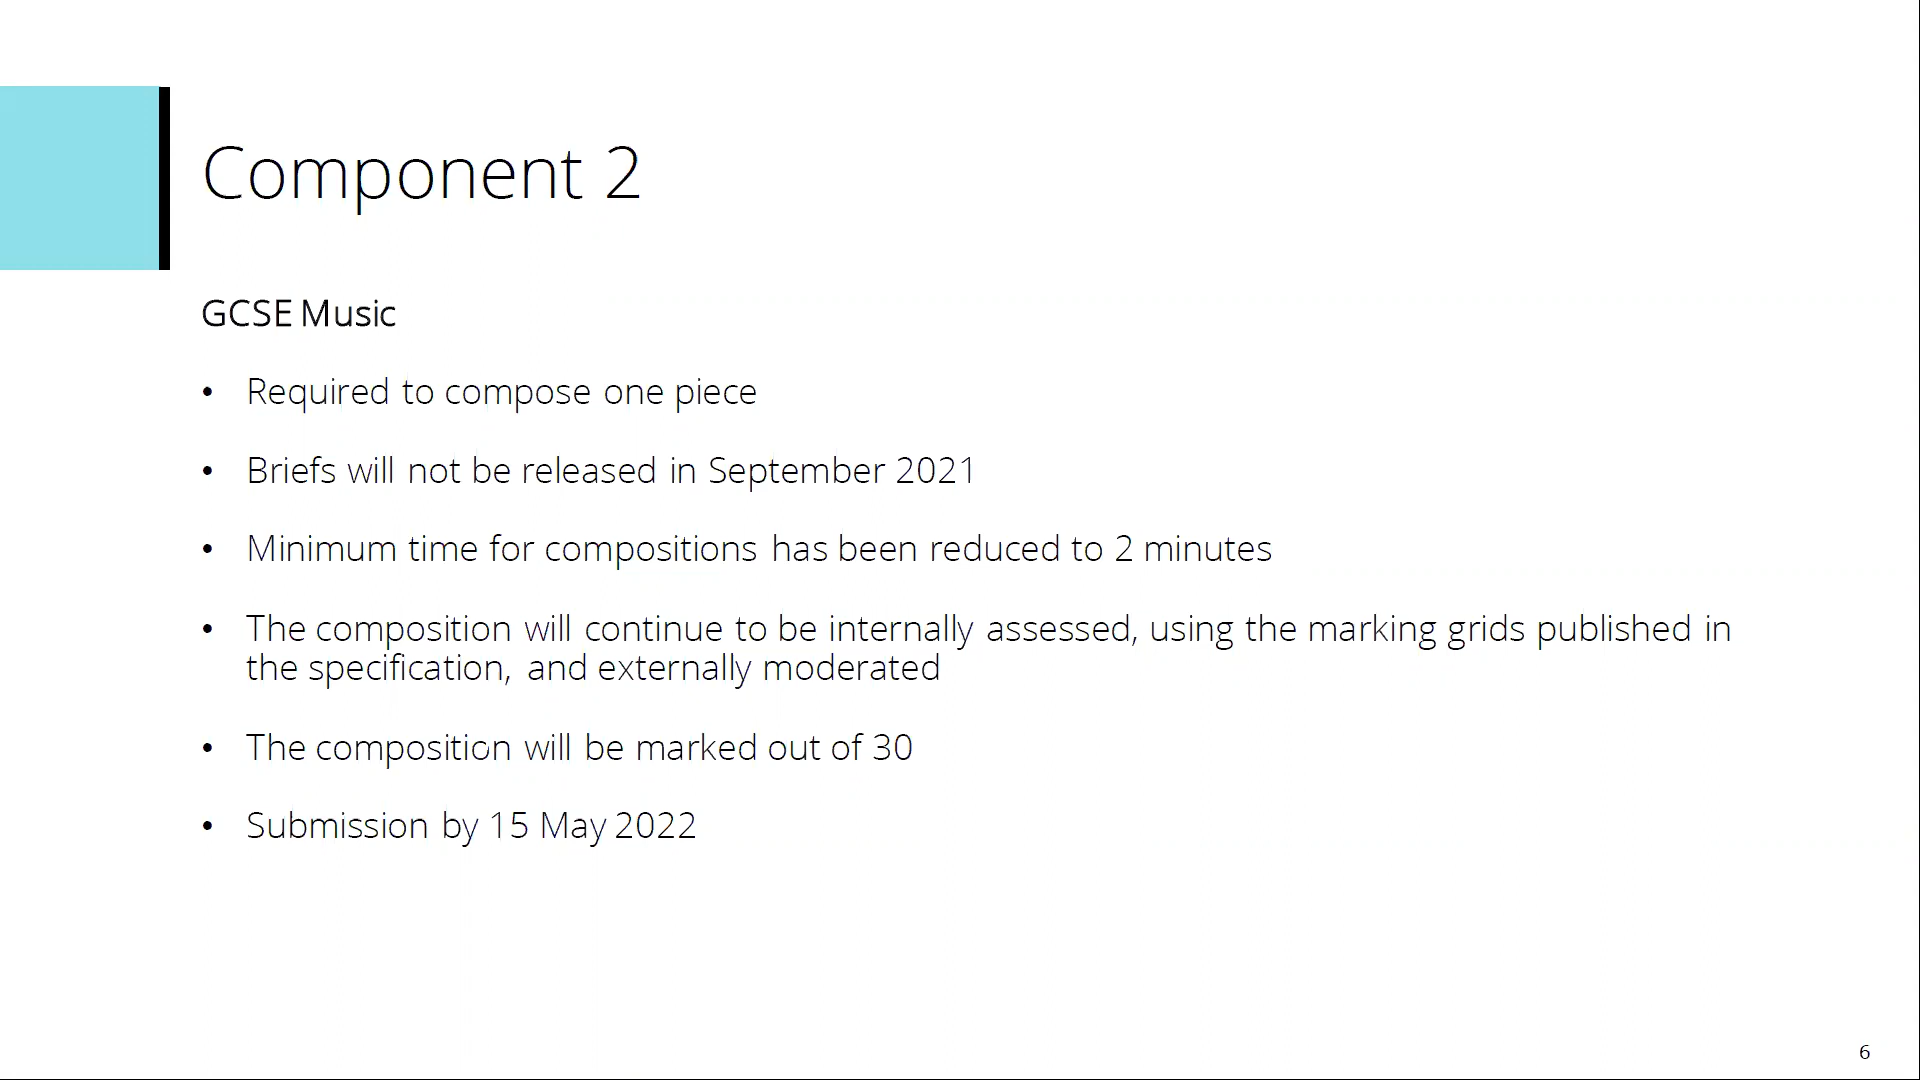 Component 2
GCSE Music
• Required to compose one piece
• Briefs will not be released in September 2021
• Minimum time for compositions has been reduced to 2 minutes
• The composition will continue to be internally assessed, using the marking grids published in
the specification, and externally moderated
• The composition will be marked out of 30
• Submission by 15 May 2022
6